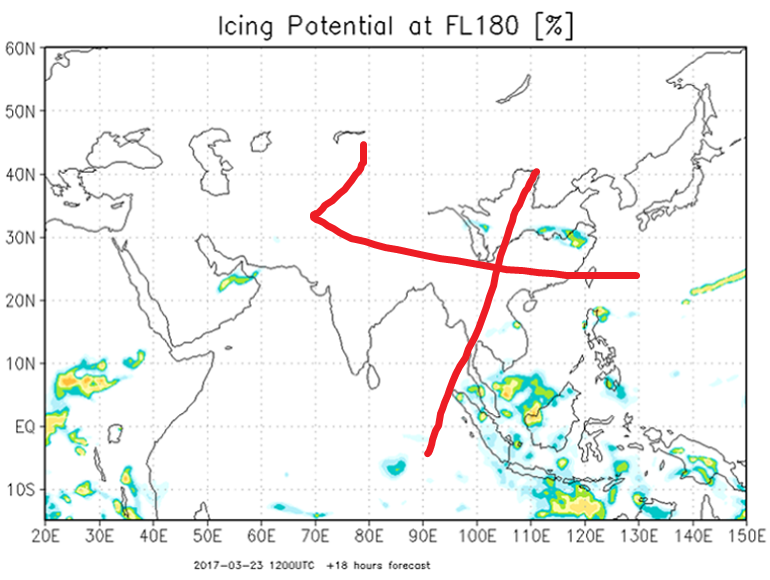 Icing Potential at FL180 [%]
60N
50N
40N
30N
20N
10N
EQ
10S
20E 30E 40E 50E 60E 70E 80E 90E 100E 110E 120E 130E 140E 150E
2017-03-23 1200UTC +18 hours forecast